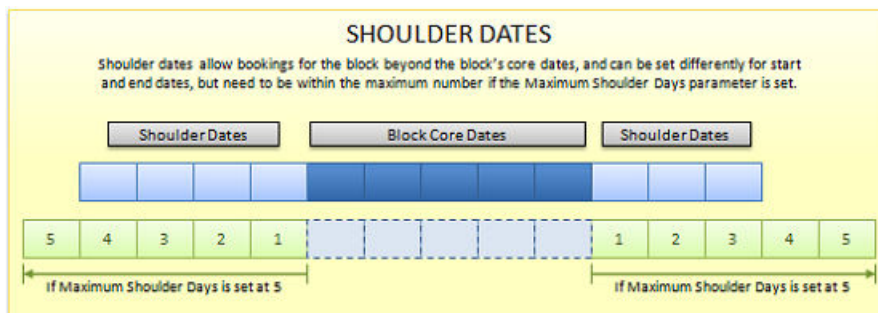 SHOULDER DATES
Shoulder dates allow bookings for the block beyond the block's core dates, and can be set differently for start
and end dates, but need to be within the maximum number if the Maximum Shoulder Days parameter is set.
Shoulder Dates Block Core Dates Shoulder Dates
5 4 3 2 1 1 2 3 4 5
If Maximum Shoulder Days is set at 5 If Maximum Shoulder Days is set at 5